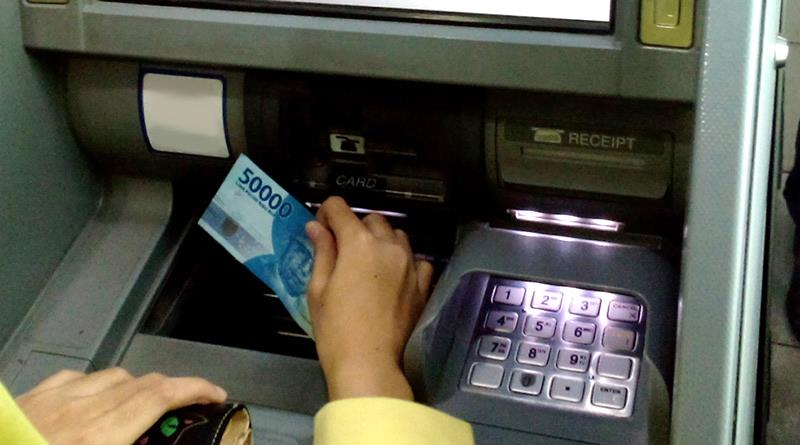 RECEIPT
CARD
50000
1 2 3 CANCEL
4 5 6
7 8 9
0
ENTER